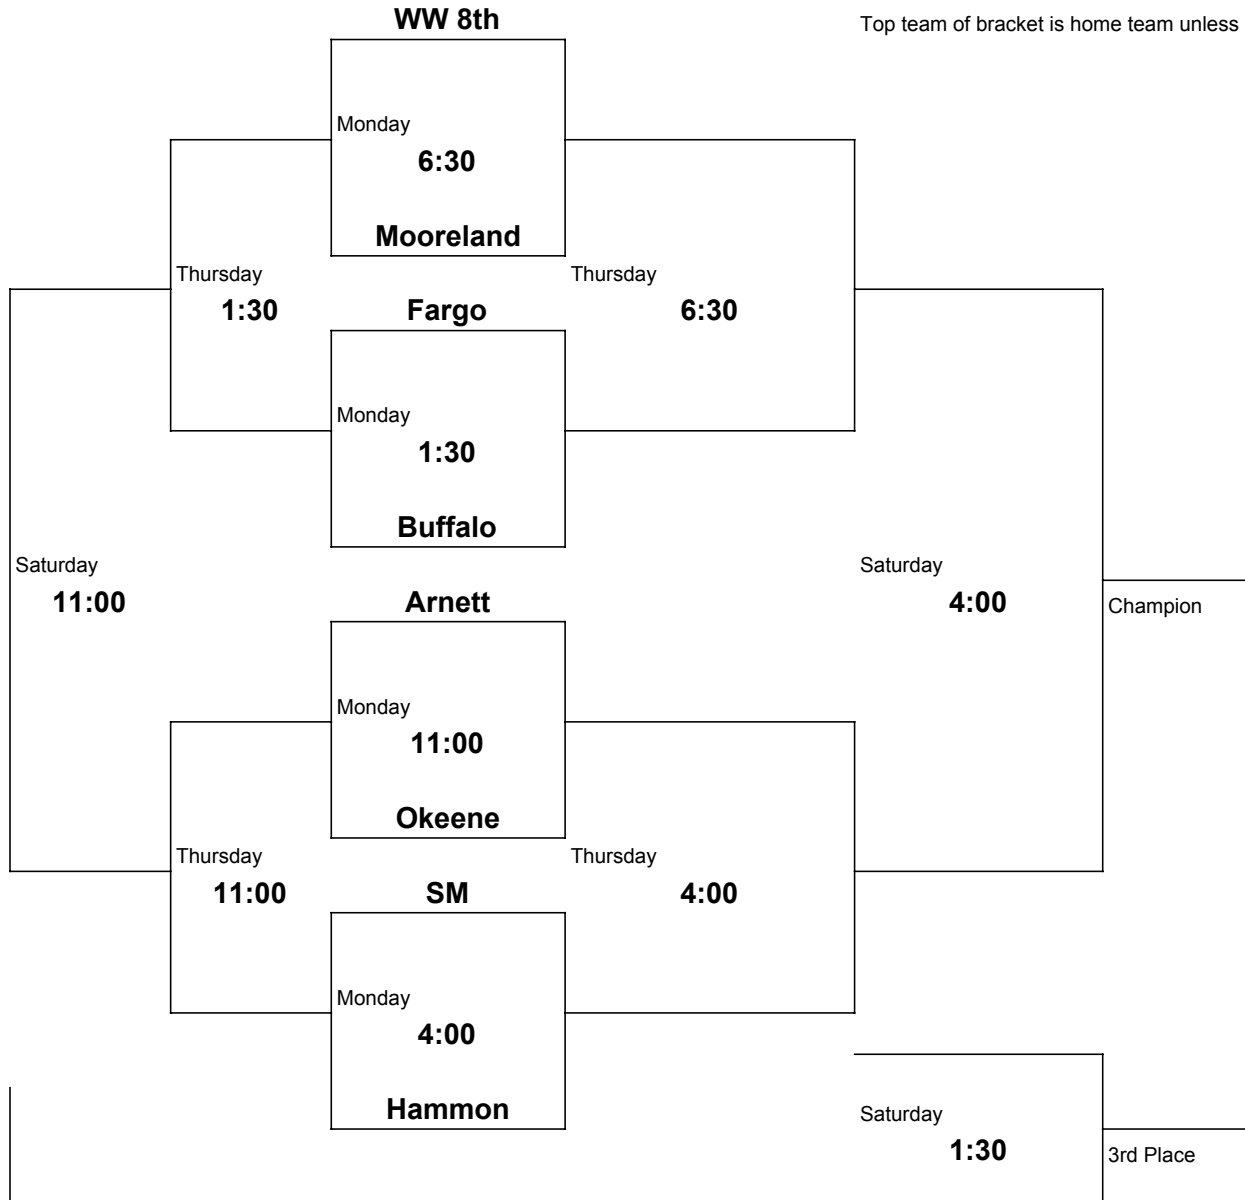 WW 8th
Top team of bracket is home team unless
Monday
6:30
Mooreland
Thursday
1:30
Fargo
Thursday
6:30
Monday
1:30
Buffalo
Saturday
11:00
Arnett
Saturday
4:00
Champion
Monday
11:00
Okeene
Thursday
11:00
SM
Thursday
4:00
Monday
4:00
Hammon
Saturday
1:30
3rd Place